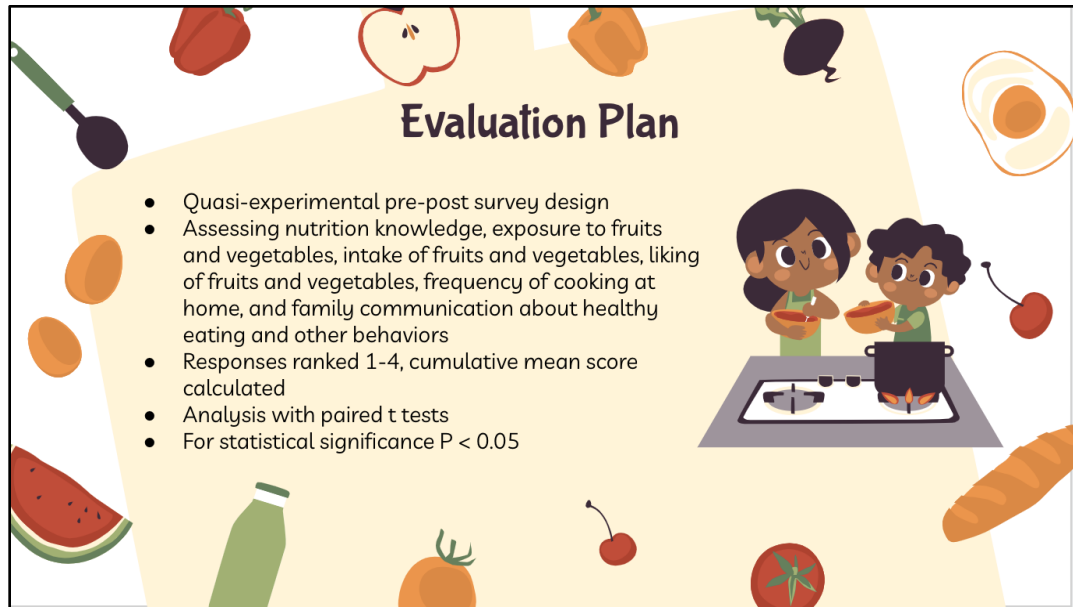 Evaluation Plan
● Quasi-experimental pre-post survey design
● Assessing nutrition knowledge, exposure to fruits
and vegetables, intake of fruits and vegetables, liking
of fruits and vegetables, frequency of cooking at
home, and family communication about healthy
eating and other behaviors
● Responses ranked 1-4, cumulative mean score
calculated
● Analysis with paired t tests
● For statistical significance P < 0.05